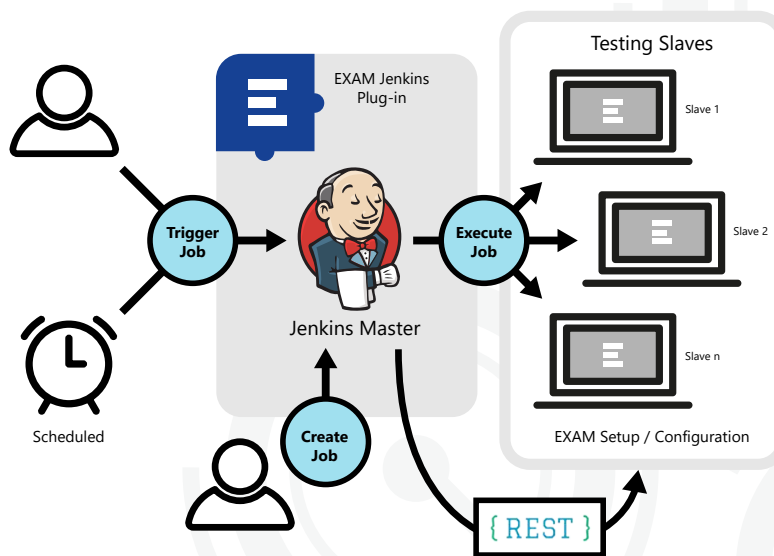 Testing Slaves
EXAM Jenkins
Plug-in
Slave 1
Trigger
Job
Execute
Job
Slave 2
Jenkins Master
Slave n
Scheduled
Create
Job
EXAM Setup / Configuration
{ REST }